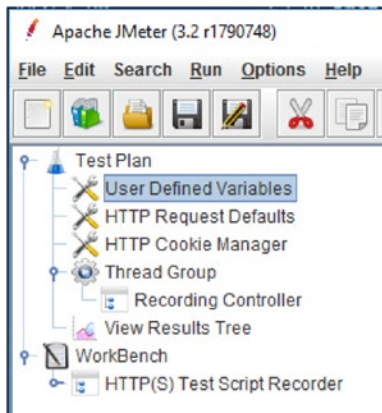 Apache JMeter (3.2 r1790748)
File Edit Search Run Options Help
Test Plan
User Defined Variables
HTTP Request Defaults
HTTP Cookie Manager
Thread Group
Recording Controller
View Results Tree
WorkBench
HTTP(S) Test Script Recorder